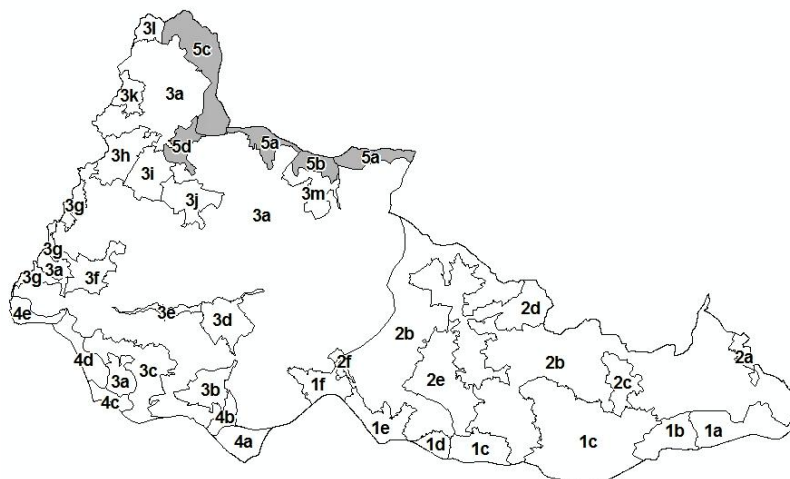 3l
5c
3k 3a
5d 5a
3h 5b 5a
3i
3j 3m
3g 3a
3g
3a
3g 3f
4e 3e
3d 2d
2b
4d 2f 2b 2a
3a 3c 3b 1f 2e 2c
4c
4b
4a 1e 1d 1c 1c 1b 1a